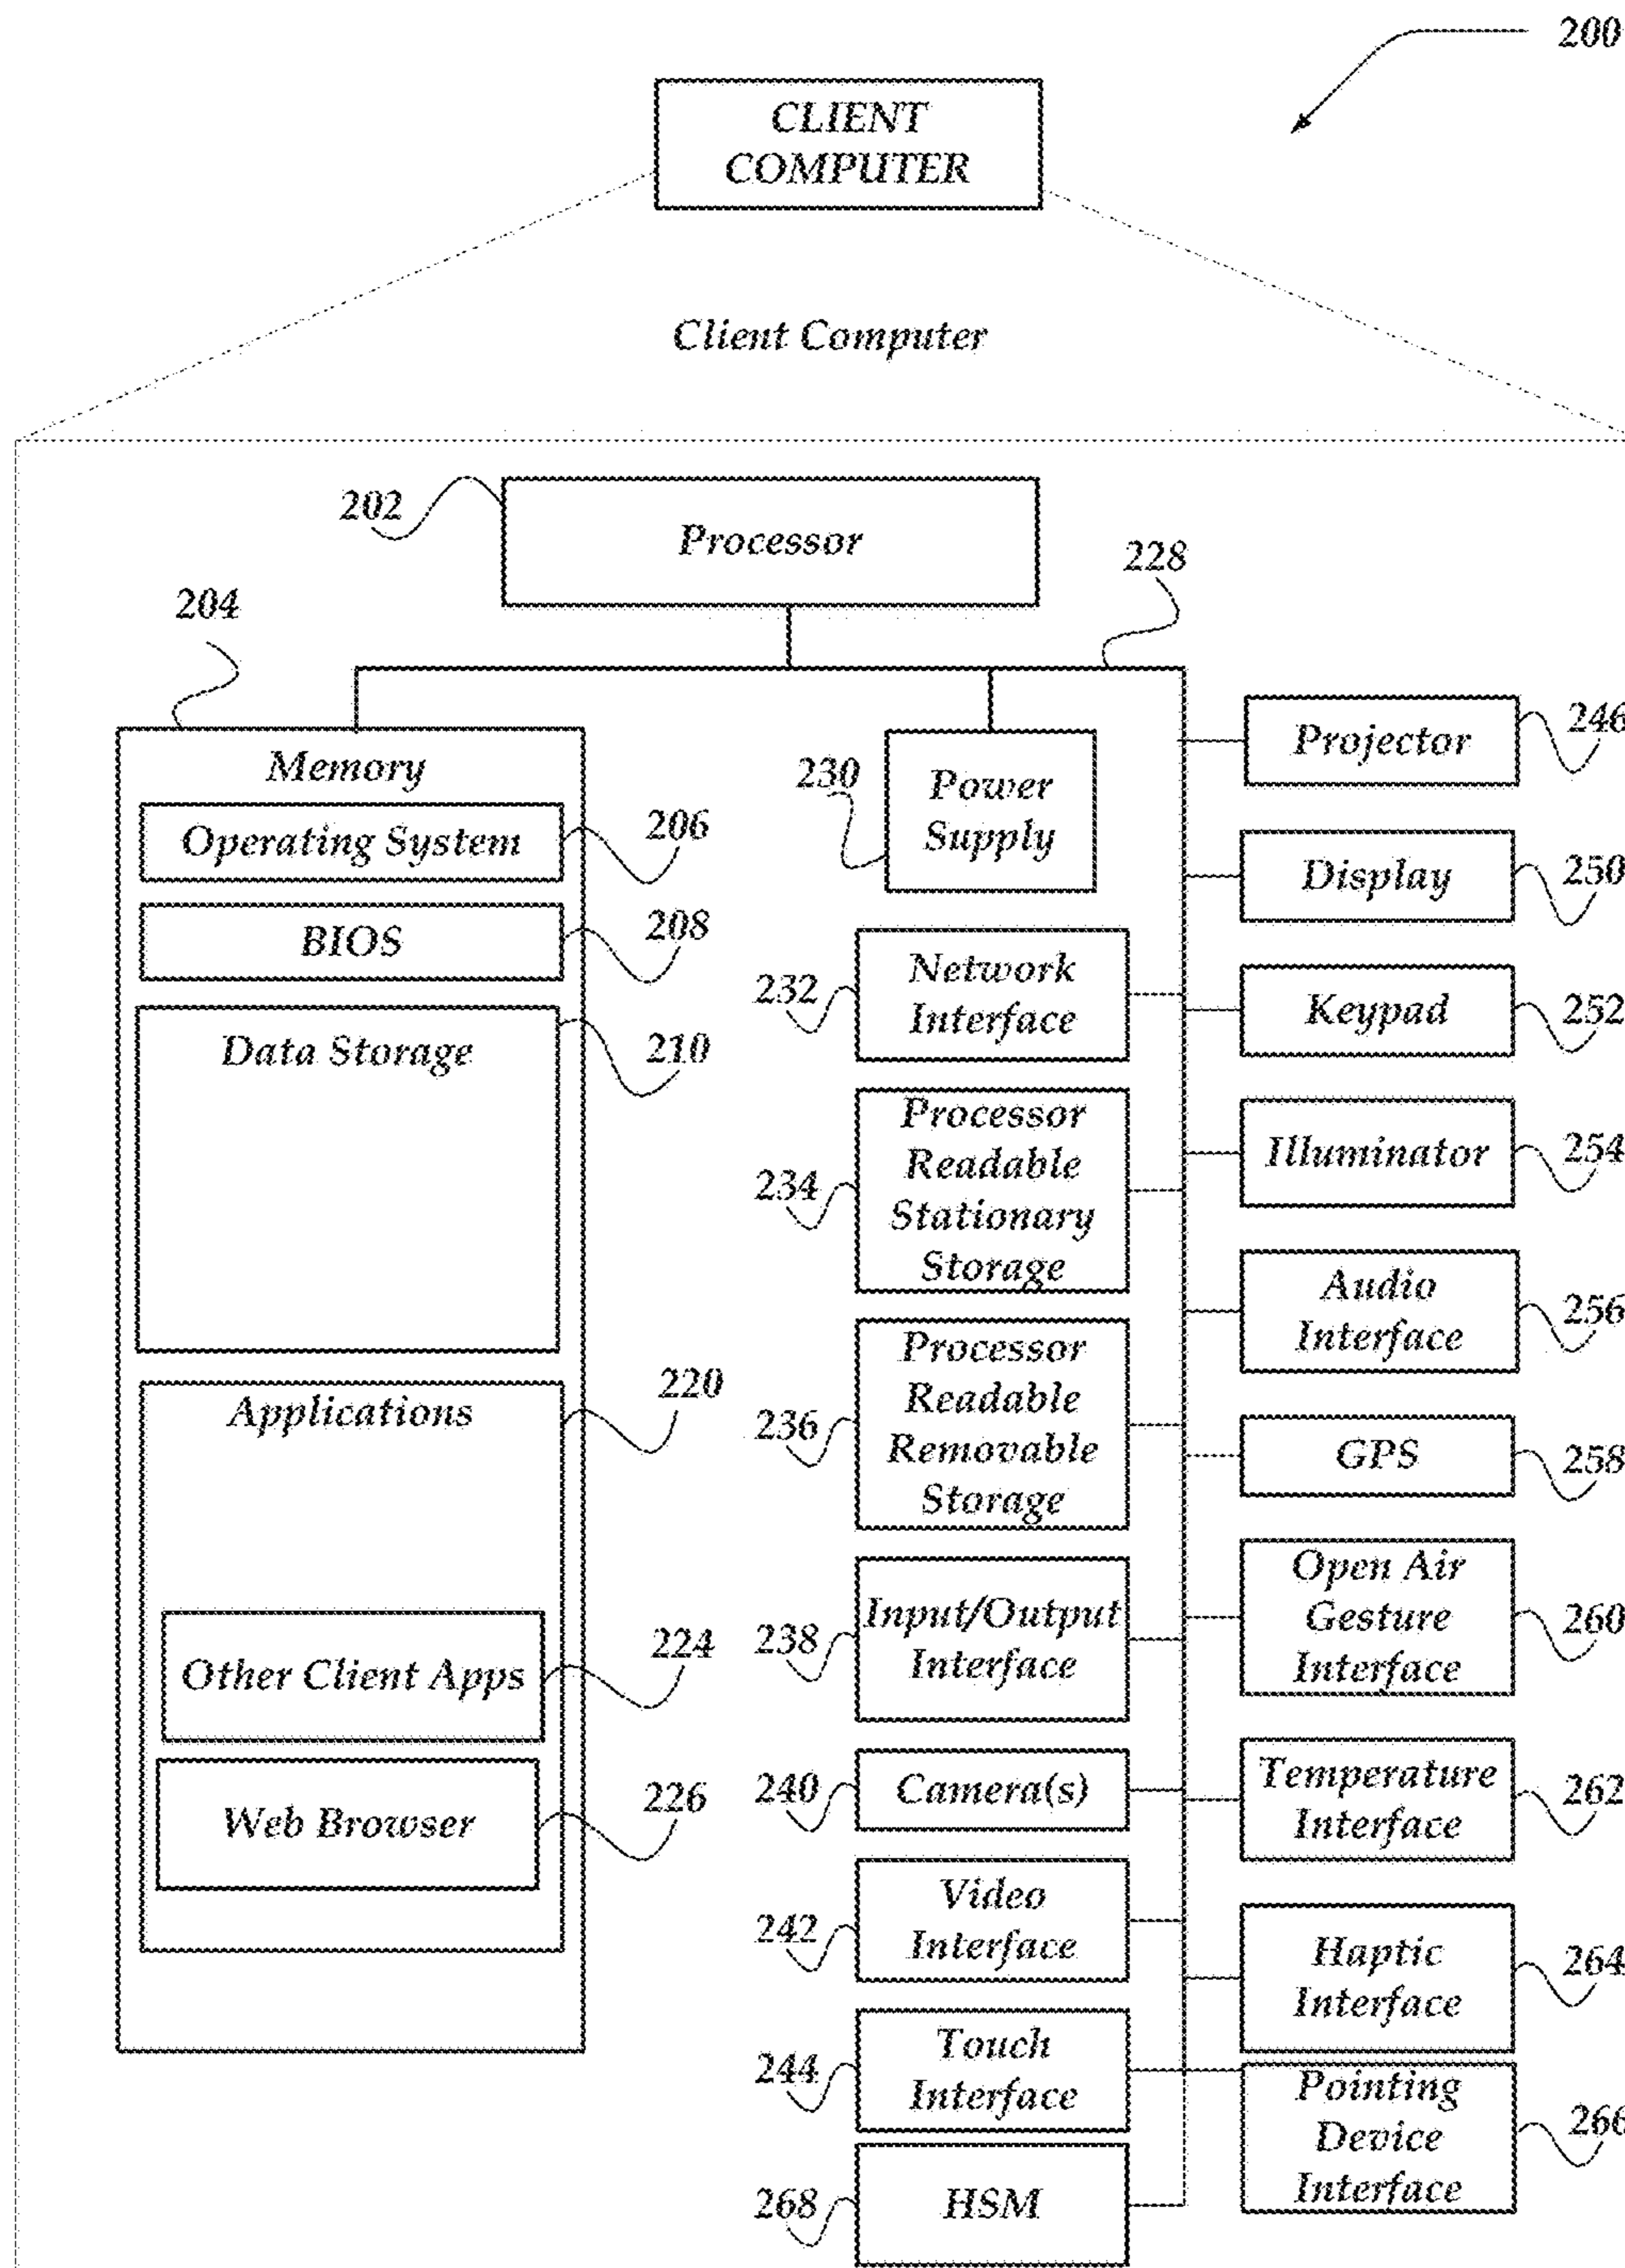 200
CLIENT
COMPUTER
Client Computer
202
Processor
228
204
Memory
Operating System
206
BIOS
208
Data Storage
210
Applications
220
Other Client Apps
224
Web Browser
226
230
Power
Supply
232
Network
Interface
234
Processor
Readable
Stationary
Storage
236
Processor
Readable
Removable
Storage
238
Input/Output
Interface
240
Camera(s)
242
Video
Interface
244
Touch
Interface
268
HSM
Projector
246
Display
250
Keypad
252
Illuminator
254
Audio
Interface
256
GPS
258
Open Air
Gesture
Interface
260
Temperature
Interface
262
Haptic
Interface
264
Pointing
Device
Interface
266